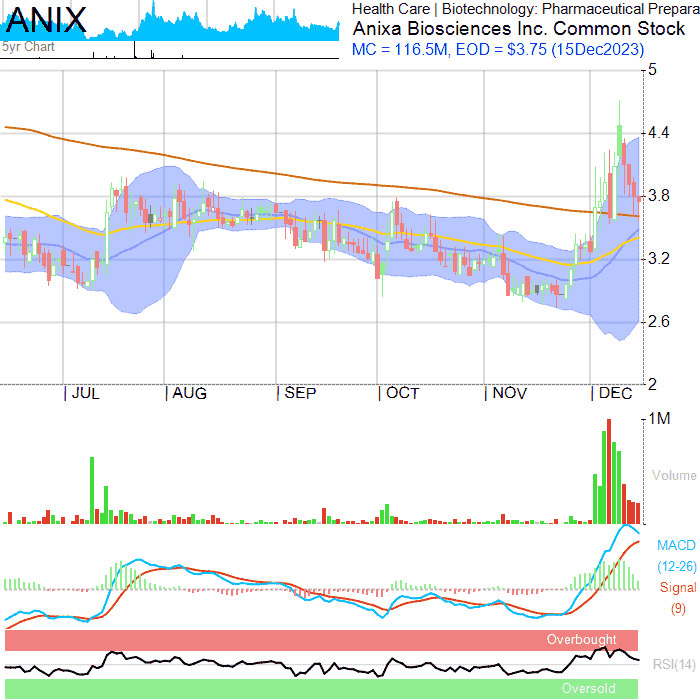 ANIX
5yr Chart
Health Care | Biotechnology: Pharmaceutical Prepara
Anixa Biosciences Inc. Common Stock
MC = 116.5M, EOD = $3.75 (15Dec2023)
5
4.4
3.8
3.2
2.6
2
| JUL | AUG | SEP | OCT | NOV | DEC
1M
Volume
MACD
(12-26)
Signal
(9)
Overbought
RSI(14)
Oversold